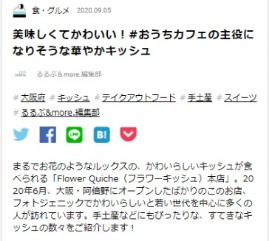 食・グルメ 2020.09.05
美味しくてかわいい！#おうちカフェの主役に
なりそうな華やかキッシュ
るるぶ&more.編集部
#大阪府 #キッシュ #テイクアウトフード #手土産 #スイーツ
#るるぶ&more.編集部
まるでお花のようなルックスの、かわいらしいキッシュが食
べられる「Flower Quiche（フラワーキッシュ）本店」。20
20年6月、大阪・阿倍野にオープンしたばかりのこのお店、
フォトジェニックでかわいらしいと若い世代を中心に多くの
人が訪れています。手土産などにもぴったりな、すてきなキ
ッシュの数々をご紹介します！